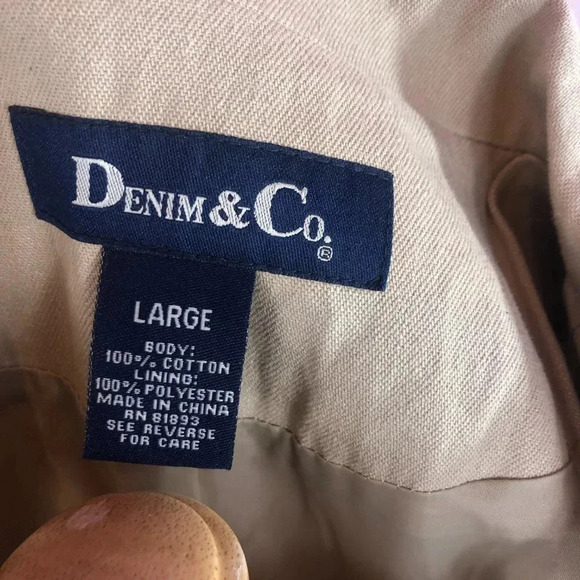 DENIM & CO.®
LARGE
BODY:
100% COTTON
LINING:
100% POLYESTER
MADE IN CHINA
RN 81893
SEE REVERSE
FOR CARE